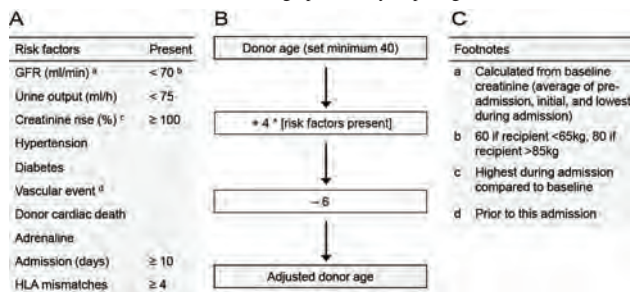 A
Risk factors Present
GFR (ml/min) a < 70 b
Urine output (ml/h) < 75
Creatinine rise (%) c ≥ 100
Hypertension
Diabetes
Vascular event d
Donor cardiac death
Adrenaline
Admission (days) ≥ 10
HLA mismatches ≥ 4
B
Donor age (set minimum 40)
+ 4 * [risk factors present]
– 6
Adjusted donor age
C
Footnotes
a Calculated from baseline
creatinine (average of pre-
admission, initial, and lowest
during admission)
b 60 if recipient <65kg, 80 if
recipient >85kg
c Highest during admission
compared to baseline
d Prior to this admission